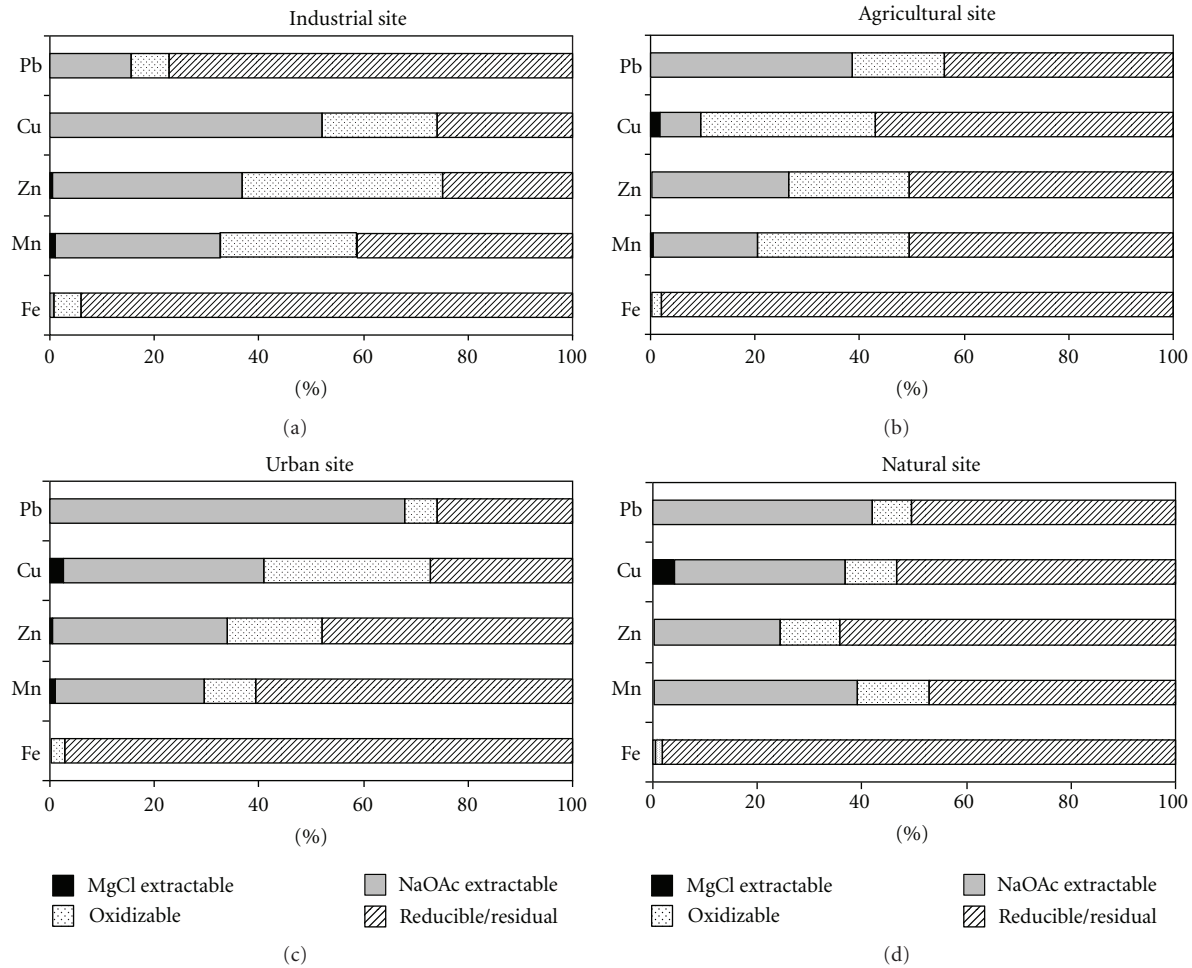 Industrial site
Pb
Cu
Zn
Mn
Fe
0 20 40 60 80 100
(%)
(a)
Agricultural site
Pb
Cu
Zn
Mn
Fe
0 20 40 60 80 100
(%)
(b)
Urban site
Pb
Cu
Zn
Mn
Fe
0 20 40 60 80 100
(%)
MgCl extractable NaOAc extractable
Oxidizable Reducible/residual
(c)
Natural site
Pb
Cu
Zn
Mn
Fe
0 20 40 60 80 100
(%)
MgCl extractable NaOAc extractable
Oxidizable Reducible/residual
(d)